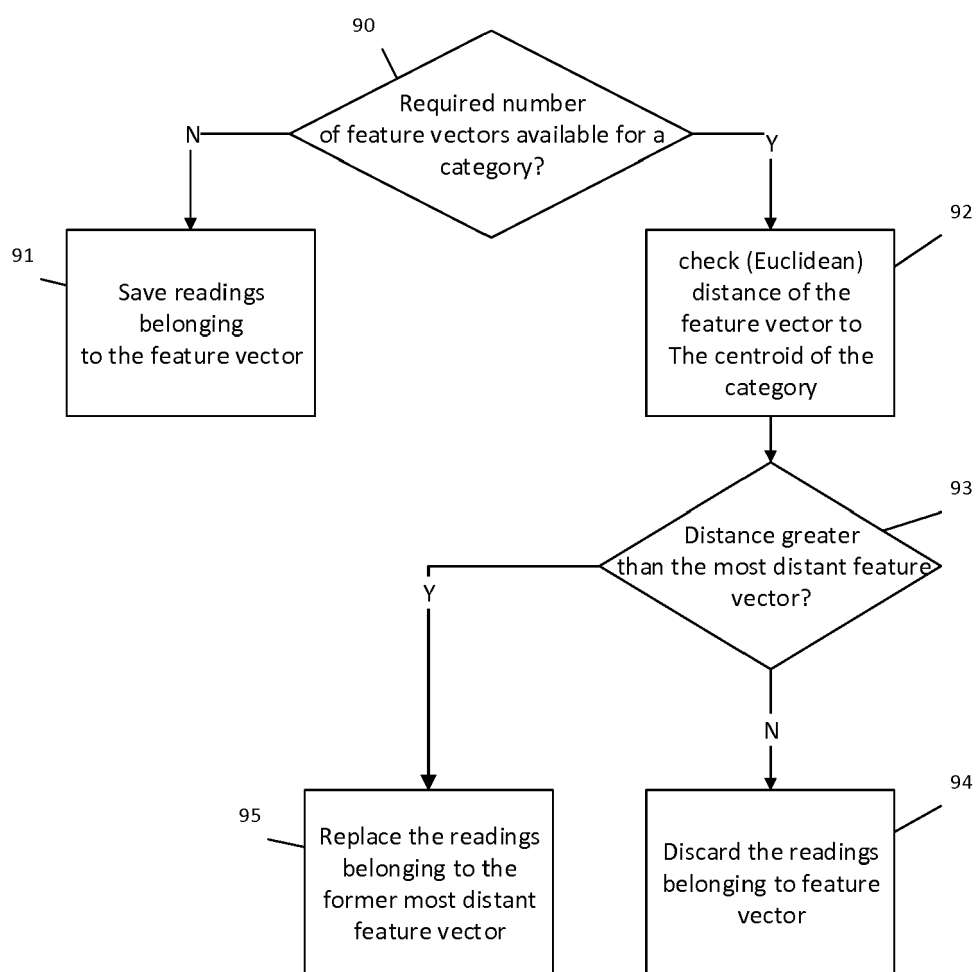 90
Required number
of feature vectors available for a
category?
N
Y
91
Save readings
belonging
to the feature vector
92
check (Euclidean)
distance of the
feature vector to
The centroid of the
category
93
Distance greater
than the most distant feature
vector?
Y
N
95
Replace the readings
belonging to the
former most distant
feature vector
94
Discard the readings
belonging to feature
vector